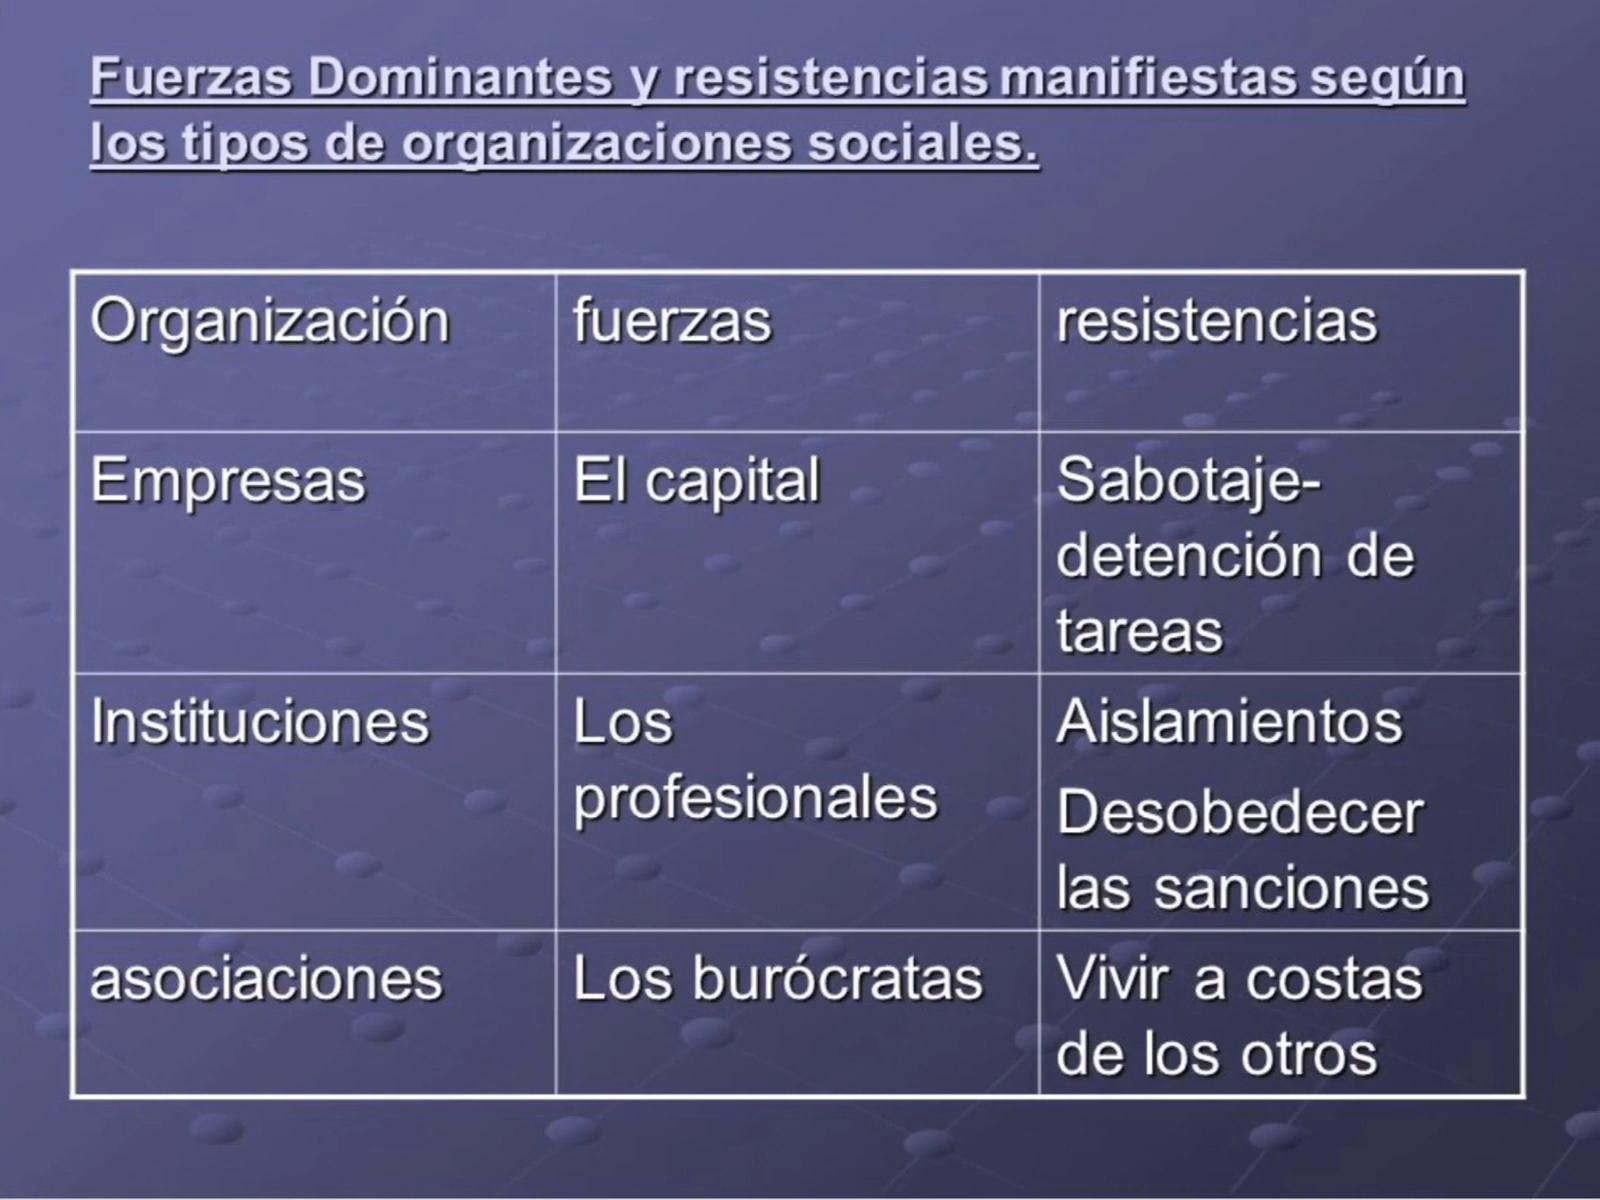 Fuerzas Dominantes y resistencias manifiestas según
los tipos de organizaciones sociales.
Organización
fuerzas
resistencias
Empresas
El capital
Sabotaje-
detención de
tareas
Instituciones
Los
profesionales
Aislamientos
Desobedecer
las sanciones
asociaciones
Los burócratas
Vivir a costas
de los otros